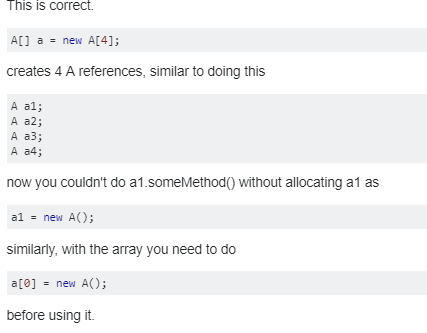 This is correct.
A[] a = new A[4];
creates 4 A references, similar to doing this
A a1;
A a2;
A a3;
A a4;
now you couldn't do a1.someMethod() without allocating a1 as
a1 = new A();
similarly, with the array you need to do
a[0] = new A();
before using it.